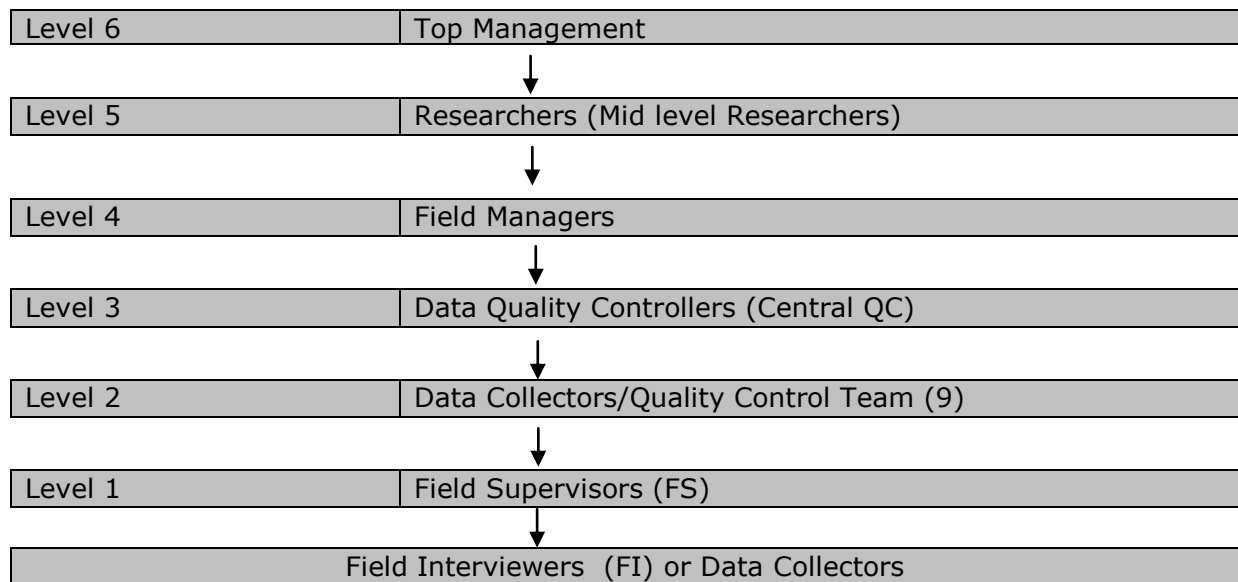 Level 6 Top Management
Level 5 Researchers (Mid level Researchers)
Level 4 Field Managers
Level 3 Data Quality Controllers (Central QC)
Level 2 Data Collectors/Quality Control Team (9)
Level 1 Field Supervisors (FS)
Field Interviewers (FI) or Data Collectors